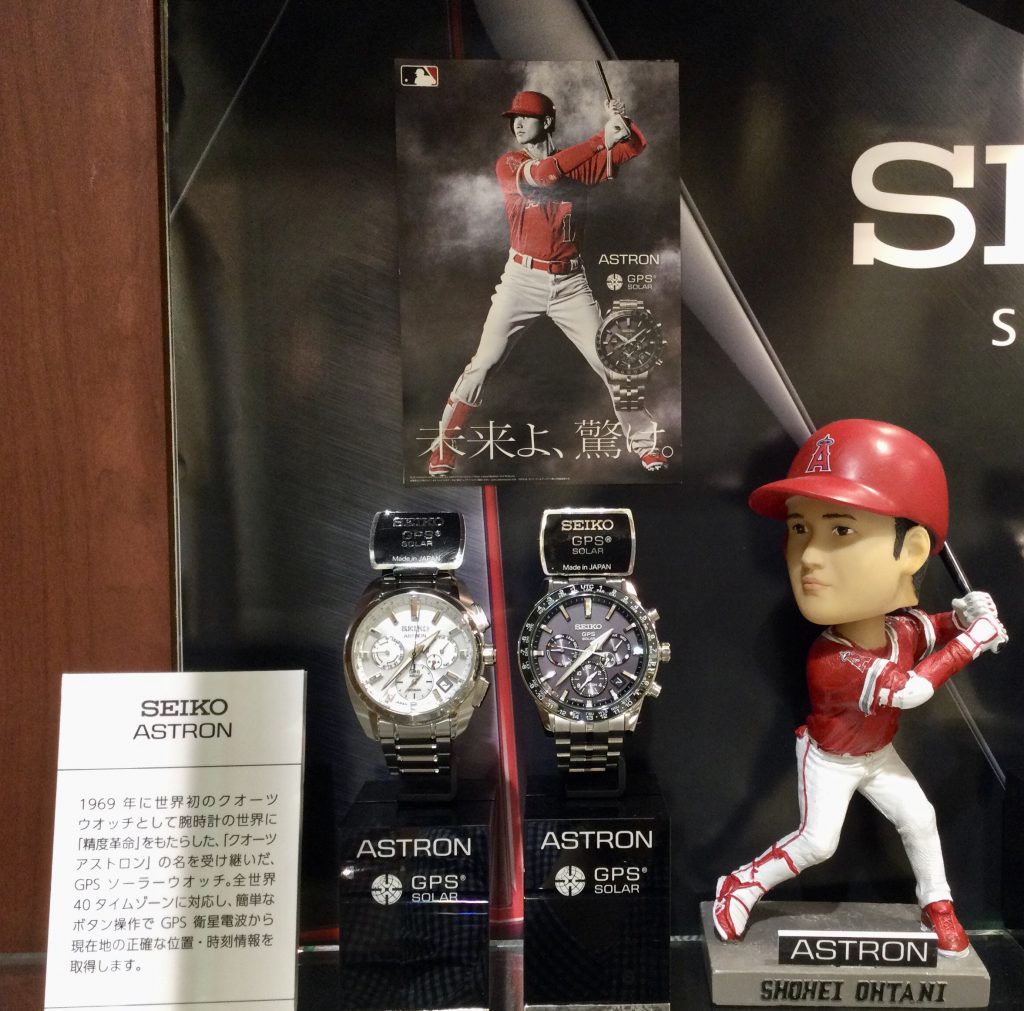 SEIKO
ASTRON
GPS
SOLAR
未来よ、驚け。
SEIKO
GPS
SOLAR
Made in JAPAN
SEIKO
GPS
SOLAR
Made in JAPAN
SEIKO
ASTRON
SEIKO
GPS
SOLAR
UTC
A
SEIKO
ASTRON
1969 年に世界初のクオーツ
ウオッチとして腕時計の世界に
「精度革命」をもたらした、「クオーツ
アストロン」の名を受け継いだ、
GPS ソーラーウオッチ。全世界
40 タイムゾーンに対応し、簡単な
ボタン操作で GPS 衛星電波から
現在地の正確な位置・時刻情報を
取得します。
ASTRON
GPS®
SOLAR
ASTRON
GPS®
SOLAR
ASTRON
SHOHEI OHTANI